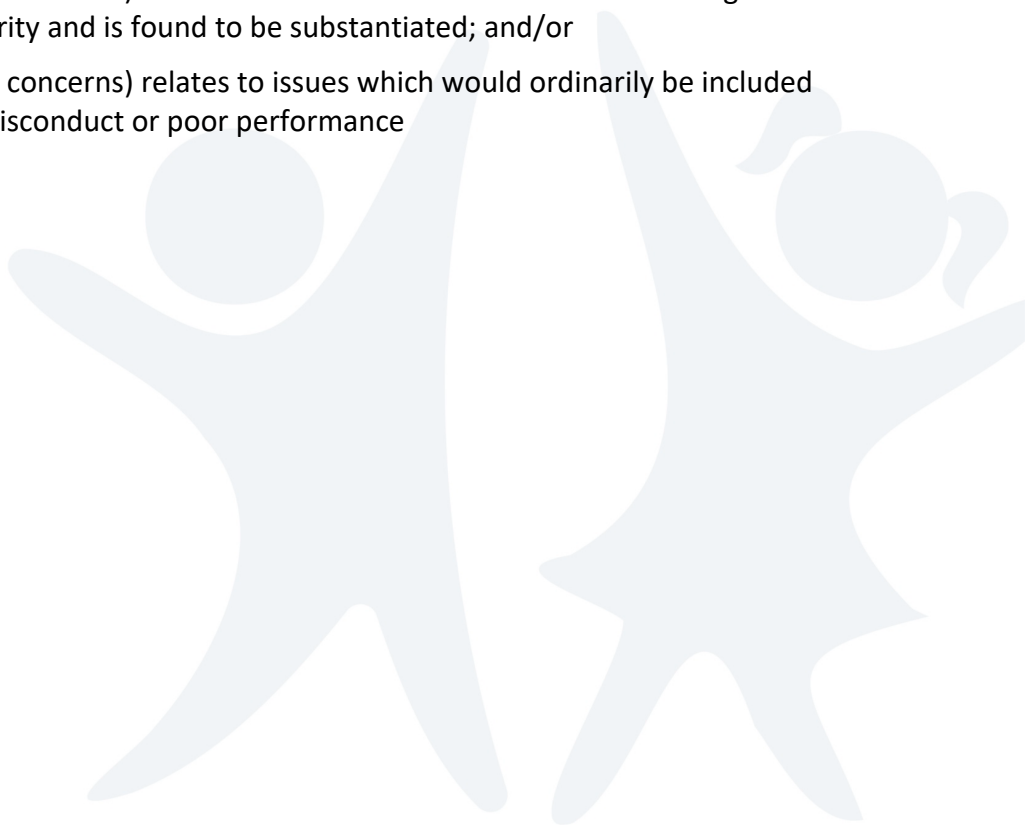 rity and is found to be substantiated; and/or
concerns) relates to issues which would ordinarily be included
isconduct or poor performance